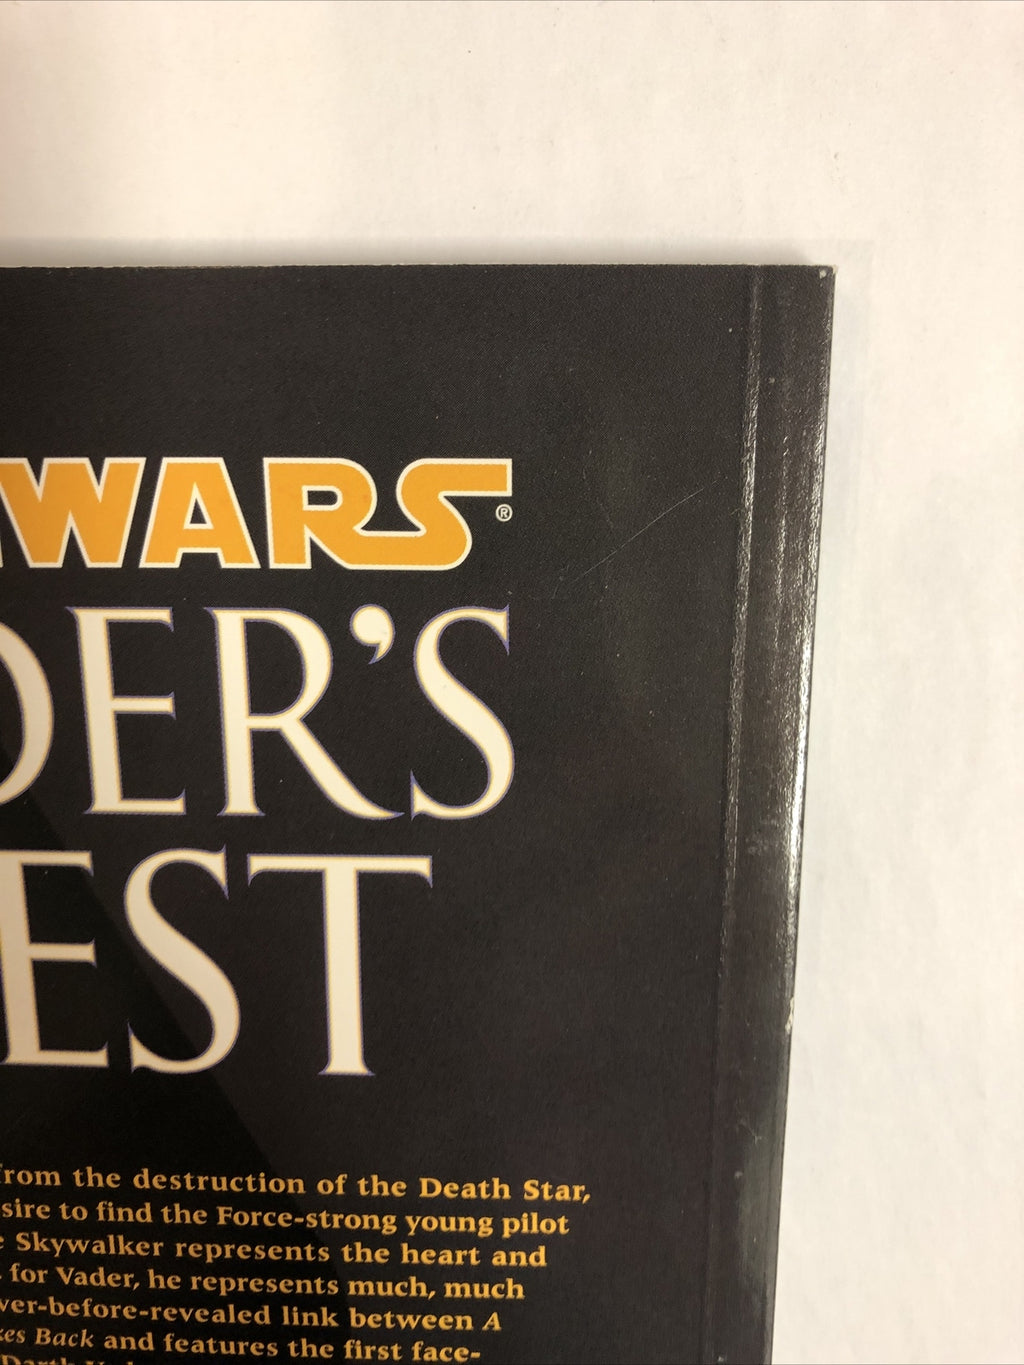 WARS®
DER'S
EST
from the destruction of the Death Star,
sire to find the Force-strong young pilot
e Skywalker represents the heart and
for Vader, he represents much, much
ver-before-revealed link between A
kes Back and features the first face-
Darth